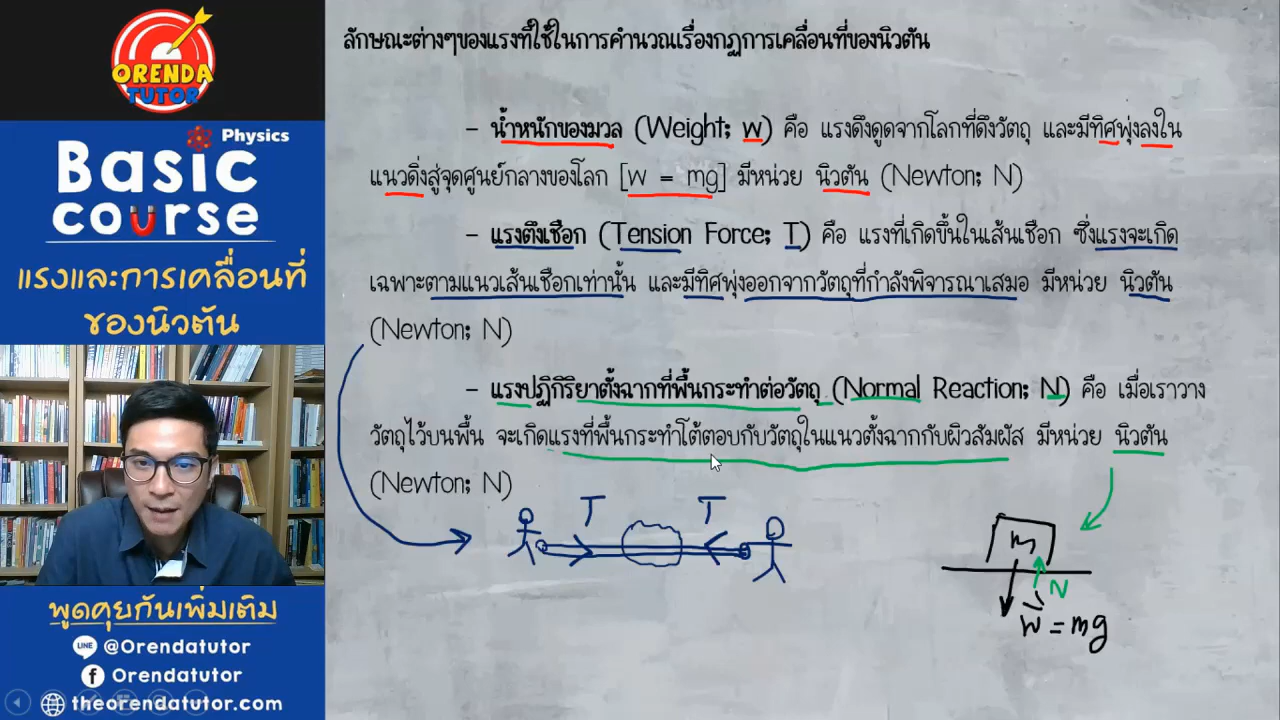 ORENDA
TUTOR
Physics
Basic
course
แรงและการเคลื่อนที่
ของนิวตัน
พูดคุยกันเพิ่มเติม
LINE @Orendatutor
Orendatutor
theorendatutor.com
ลักษณะต่างๆของแรงที่ใช้ในการคำนวณเรื่องกฎการเคลื่อนที่ของนิวตัน
- น้ำหนักของมวล (Weight; w) คือ แรงดึงดูดจากโลกที่ดึงวัตถุ และมีทิศพุ่งลงใน
แนวดิ่งสู่จุดศูนย์กลางของโลก [w = mg] มีหน่วย นิวตัน (Newton; N)
- แรงตึงเชือก (Tension Force; T) คือ แรงที่เกิดขึ้นในเส้นเชือก ซึ่งแรงจะเกิด
เฉพาะตามแนวเส้นเชือกเท่านั้น และมีทิศพุ่งออกจากวัตถุที่กำลังพิจารณาเสมอ มีหน่วย นิวตัน
(Newton; N)
- แรงปฏิกิริยาตั้งฉากที่พื้นกระทำต่อวัตถุ (Normal Reaction; N) คือ เมื่อเราวาง
วัตถุไว้บนพื้น จะเกิดแรงที่พื้นกระทำโต้ตอบกับวัตถุในแนวตั้งฉากกับผิวสัมผัส มีหน่วย นิวตัน
(Newton; N)
T T
m
N
w = mg